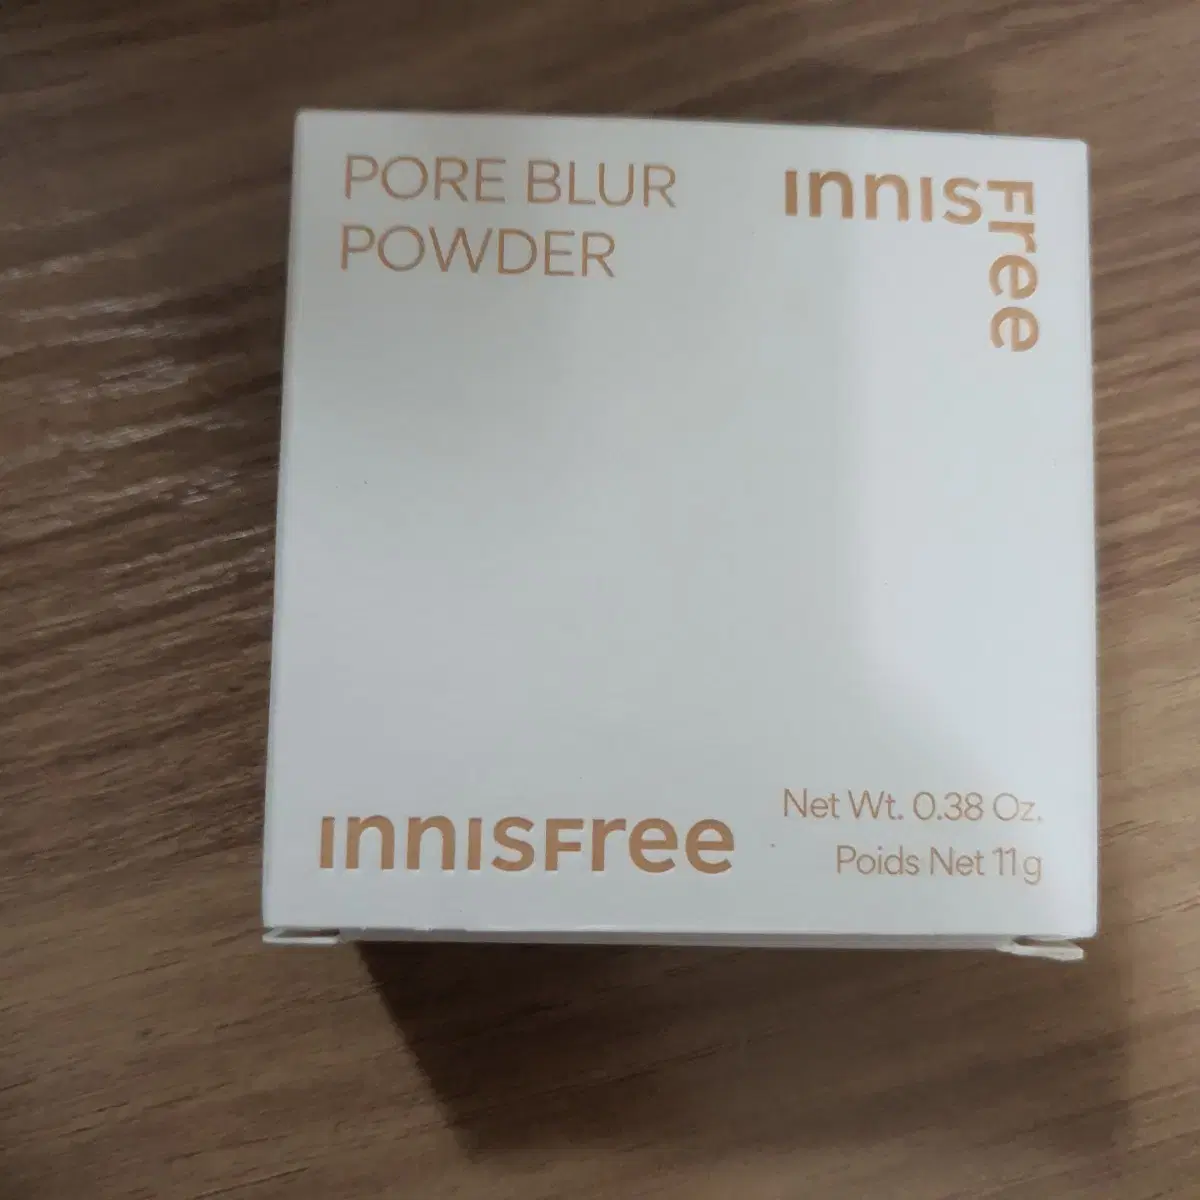 PORE BLUR
POWDER
INNISFree
INNISFree
Net Wt. 0.38 Oz.
Poids Net 11g